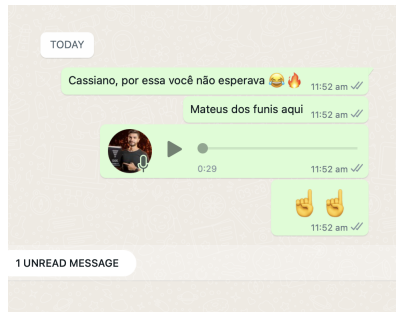 TODAY
Cassiano, por essa você não esperava 😂🔥 11:52 am
Mateus dos funis aqui 11:52 am
0:29 11:52 am
☝️ ☝️
11:52 am
1 UNREAD MESSAGE